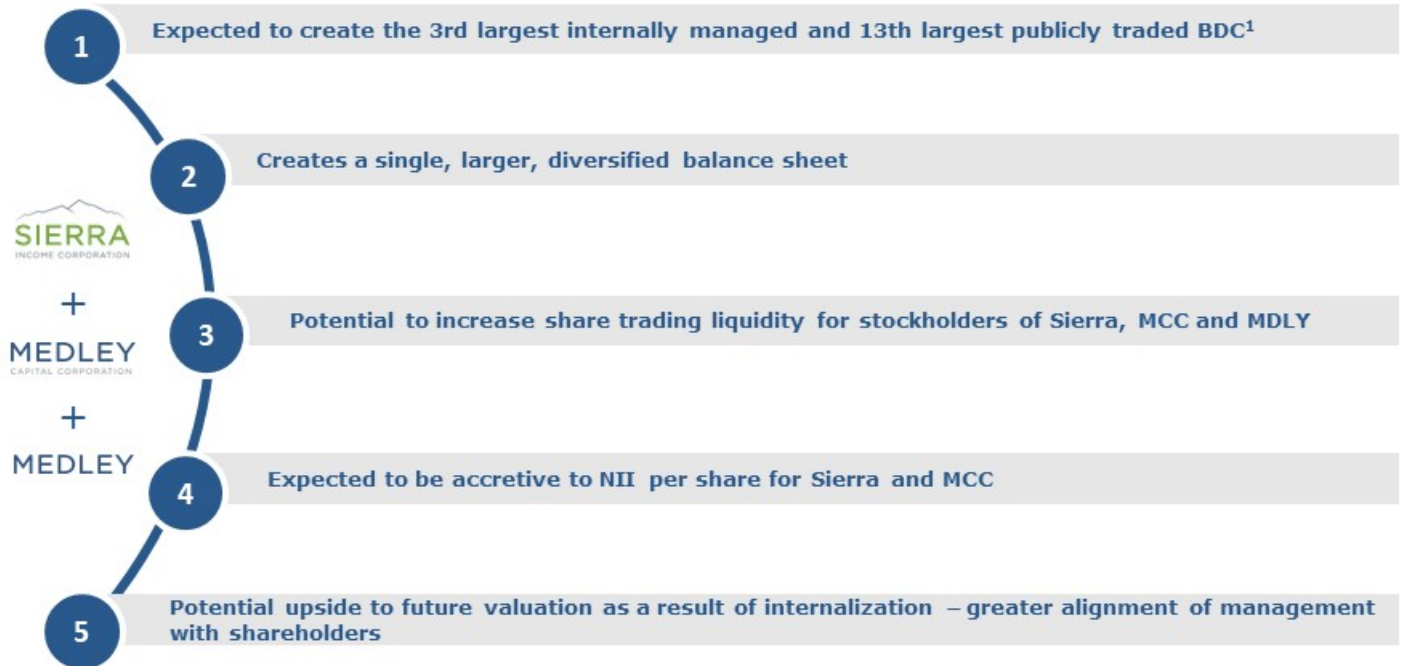 1
Expected to create the 3rd largest internally managed and 13th largest publicly traded BDC¹
2
Creates a single, larger, diversified balance sheet
SIERRA
INCOME CORPORATION
+
MEDLEY
CAPITAL CORPORATION
+
MEDLEY
3
Potential to increase share trading liquidity for stockholders of Sierra, MCC and MDLY
4
Expected to be accretive to NII per share for Sierra and MCC
5
Potential upside to future valuation as a result of internalization – greater alignment of management
with shareholders